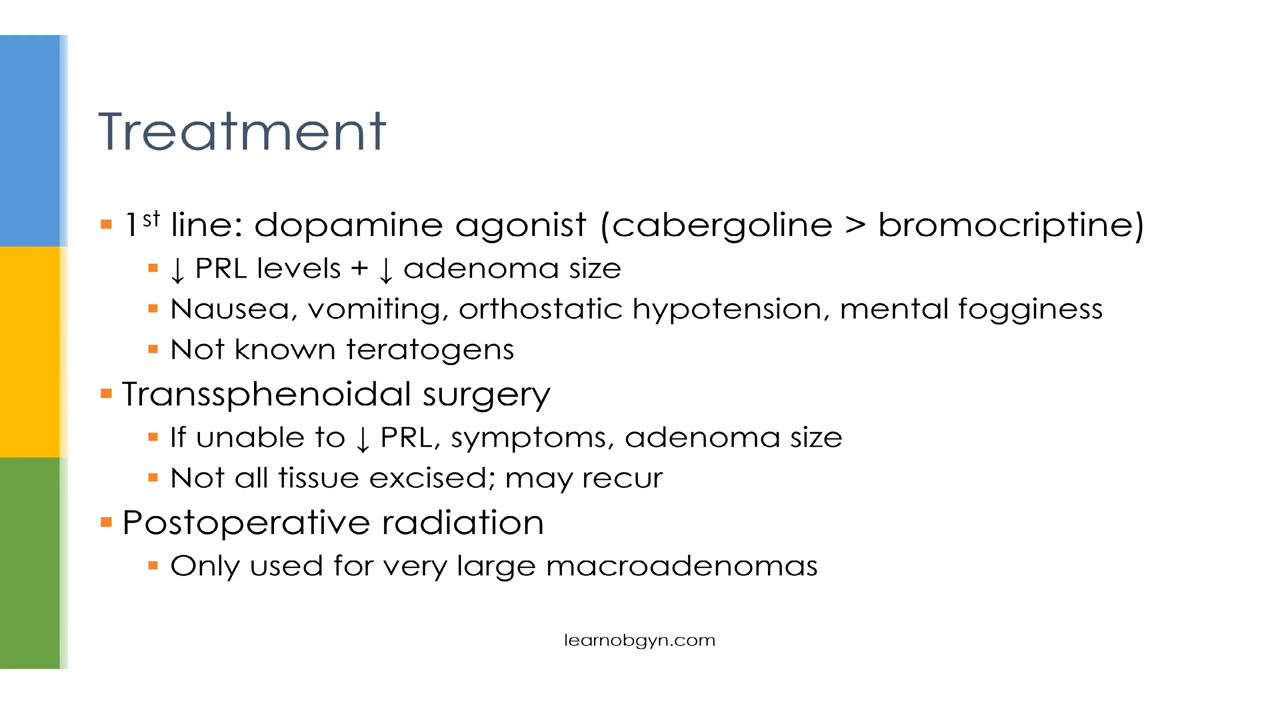 Treatment
1st line: dopamine agonist (cabergoline > bromocriptine)
↓ PRL levels + ↓ adenoma size
Nausea, vomiting, orthostatic hypotension, mental fogginess
Not known teratogens
Transsphenoidal surgery
If unable to ↓ PRL, symptoms, adenoma size
Not all tissue excised; may recur
Postoperative radiation
Only used for very large macroadenomas
learnobgyn.com